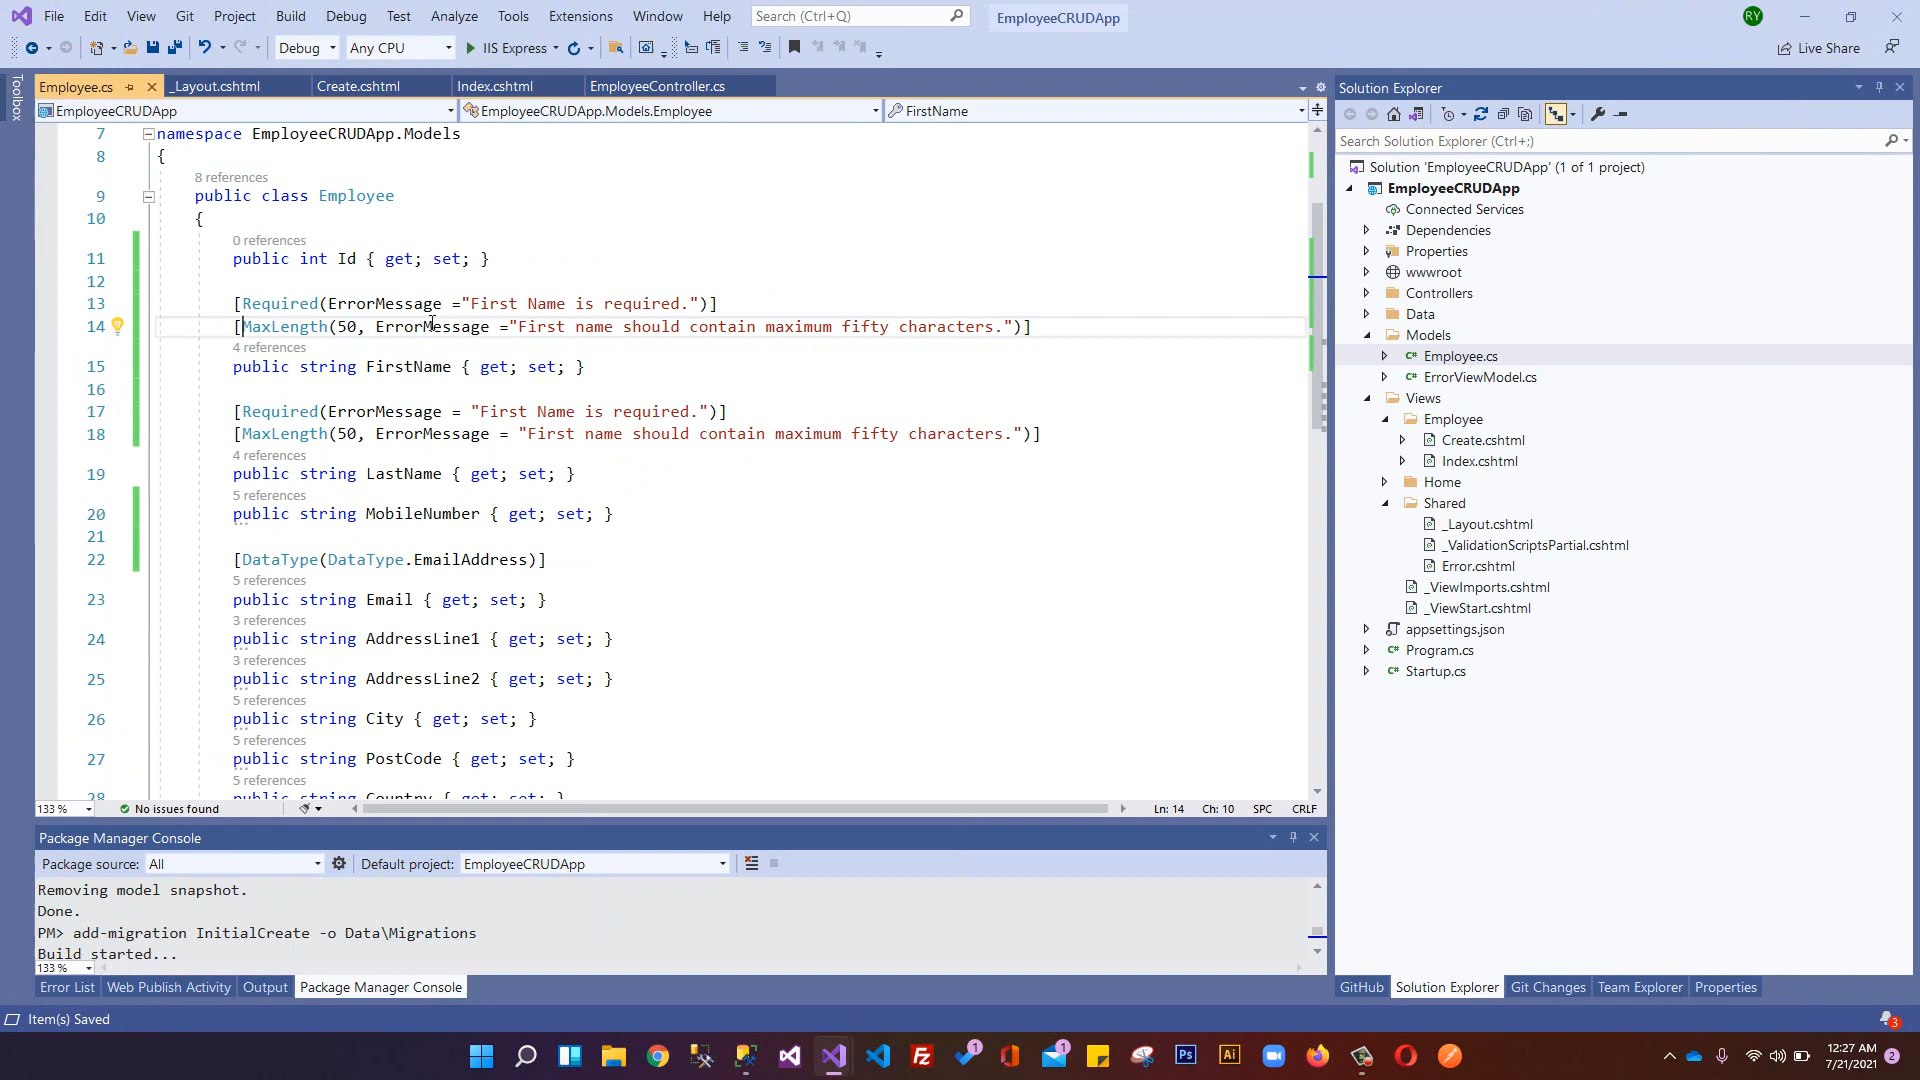 File Edit View Git Project Build Debug Test Analyze Tools Extensions Window Help Search (Ctrl+Q) EmployeeCRUDApp RY
Debug Any CPU IIS Express Live Share
Toolbox
Employee.cs _Layout.cshtml Create.cshtml Index.cshtml EmployeeController.cs
EmployeeCRUDApp EmployeeCRUDApp.Models.Employee FirstName
7 namespace EmployeeCRUDApp.Models
8 {
8 references
9 public class Employee
10 {
0 references
11 public int Id { get; set; }
12
13 [Required(ErrorMessage ="First Name is required.")]
14 [MaxLength(50, ErrorMessage ="First name should contain maximum fifty characters.")]
4 references
15 public string FirstName { get; set; }
16
17 [Required(ErrorMessage = "First Name is required.")]
18 [MaxLength(50, ErrorMessage = "First name should contain maximum fifty characters.")]
4 references
19 public string LastName { get; set; }
5 references
20 public string MobileNumber { get; set; }
21
22 [DataType(DataType.EmailAddress)]
5 references
23 public string Email { get; set; }
3 references
24 public string AddressLine1 { get; set; }
3 references
25 public string AddressLine2 { get; set; }
5 references
26 public string City { get; set; }
5 references
27 public string PostCode { get; set; }
5 references
28 public string Country { get; set; }
133 % No issues found Ln: 14 Ch: 10 SPC CRLF
Package Manager Console
Package source: All Default project: EmployeeCRUDApp
Removing model snapshot.
Done.
PM> add-migration InitialCreate -o Data\Migrations
Build started...
133 %
Error List Web Publish Activity Output Package Manager Console
Solution Explorer
Search Solution Explorer (Ctrl+;)
Solution 'EmployeeCRUDApp' (1 of 1 project)
EmployeeCRUDApp
Connected Services
Dependencies
Properties
wwwroot
Controllers
Data
Models
C# Employee.cs
C# ErrorViewModel.cs
Views
Employee
Create.cshtml
Index.cshtml
Home
Shared
_Layout.cshtml
_ValidationScriptsPartial.cshtml
Error.cshtml
_ViewImports.cshtml
_ViewStart.cshtml
appsettings.json
C# Program.cs
C# Startup.cs
GitHub Solution Explorer Git Changes Team Explorer Properties
Item(s) Saved 3
1 1 Ps Ai 12:27 AM
7/21/2021 2